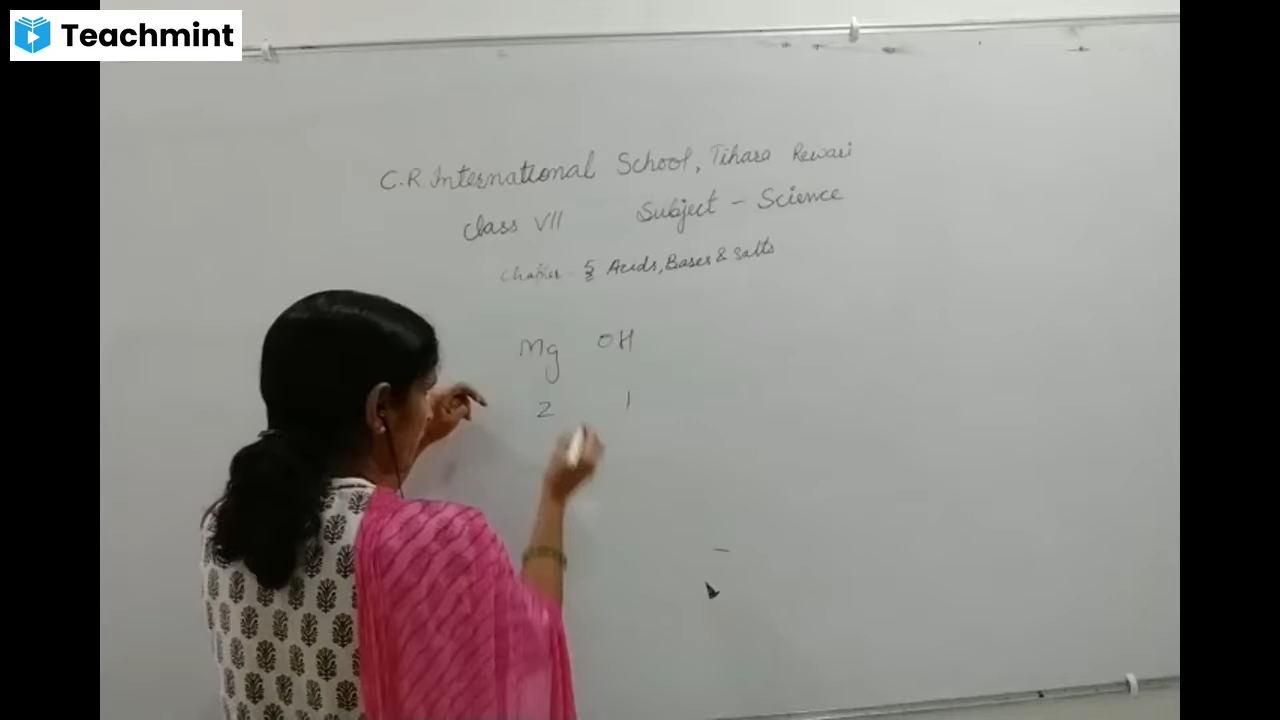 Teachmint
C.R. International School, Tihara Rewari
Class VII Subject - Science
Chapter 5 Acids, Bases & Salts
Mg OH
2 1